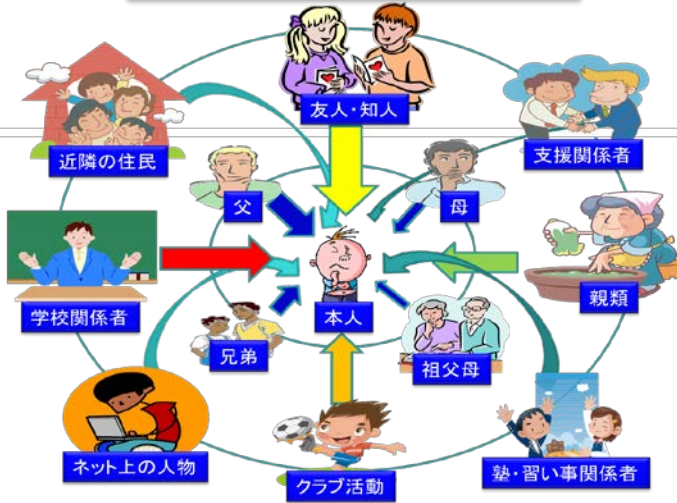 友人・知人
近隣の住民
支援関係者
父
母
学校関係者
本人
親類
兄弟
祖父母
ネット上の人物
クラブ活動
塾・習い事関係者